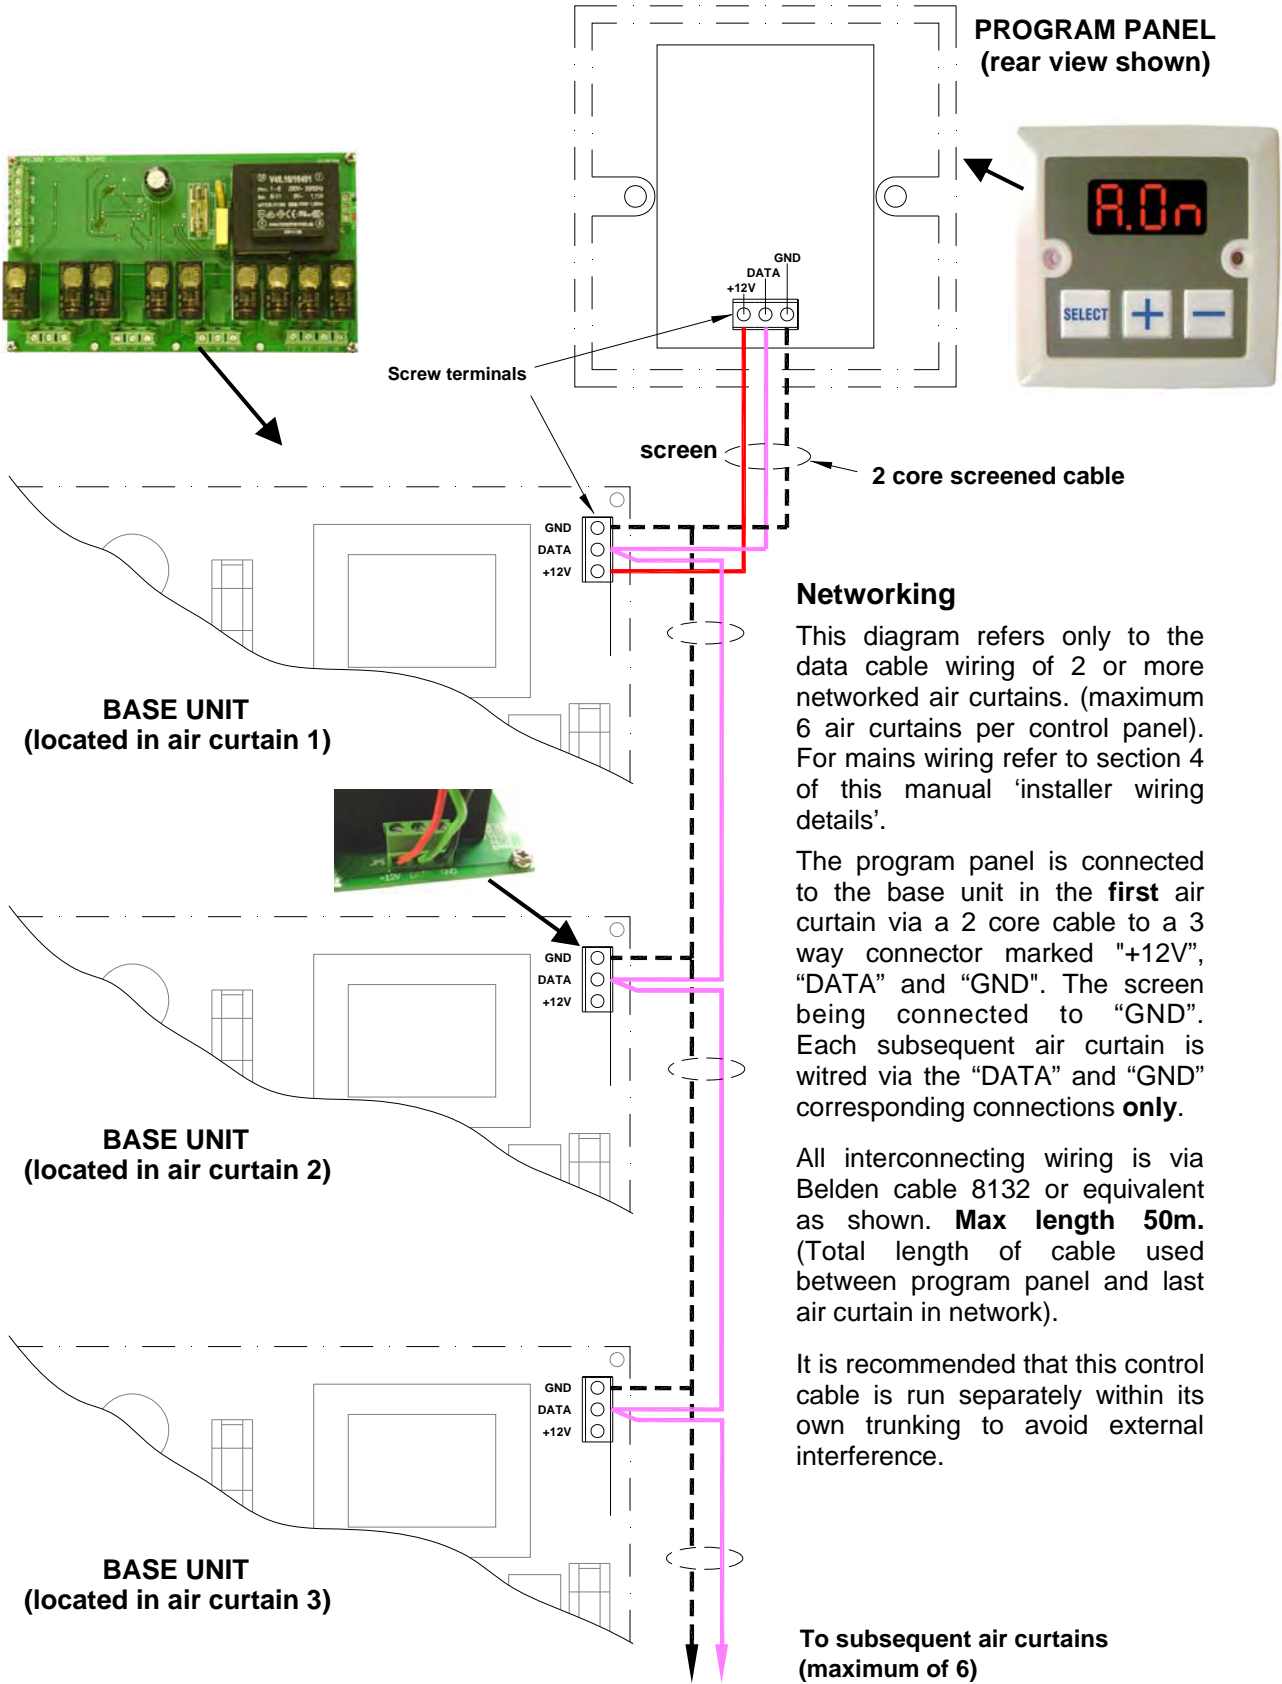 PROGRAM PANEL
(rear view shown)
V46.16/15401
A.On
SELECT
+
−
GND
DATA
+12V
Screw terminals
screen
2 core screened cable
GND
DATA
+12V
BASE UNIT
(located in air curtain 1)
Networking
This diagram refers only to the
data cable wiring of 2 or more
networked air curtains. (maximum
6 air curtains per control panel).
For mains wiring refer to section 4
of this manual ‘installer wiring
details’.
The program panel is connected
to the base unit in the first air
curtain via a 2 core cable to a 3
way connector marked "+12V”,
“DATA” and “GND". The screen
being connected to “GND”.
Each subsequent air curtain is
witred via the “DATA” and “GND”
corresponding connections only.
All interconnecting wiring is via
Belden cable 8132 or equivalent
as shown. Max length 50m.
(Total length of cable used
between program panel and last
air curtain in network).
It is recommended that this control
cable is run separately within its
own trunking to avoid external
interference.
JP5
+12V
GND
GND
DATA
+12V
BASE UNIT
(located in air curtain 2)
GND
DATA
+12V
BASE UNIT
(located in air curtain 3)
To subsequent air curtains
(maximum of 6)